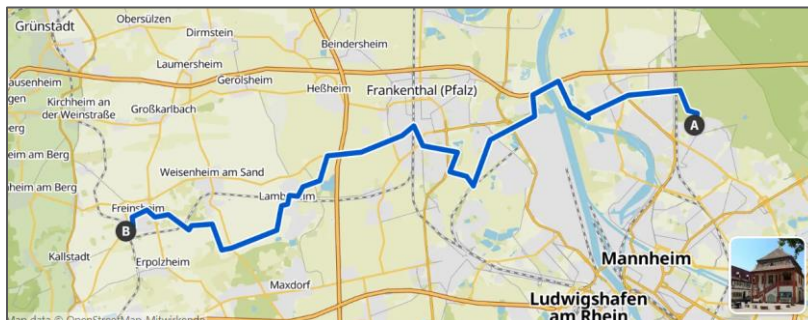 Obersülzen
Grünstadt
Dirmstein
Beindersheim
Laumersheim
Gerolsheim
Heßheim
Frankenthal (Pfalz)
Kirchheim an
der Weinstraße
Großkarlbach
A
Weisenheim am Sand
Freinsheim
B
Kallstadt
Erpolzheim
Maxdorf
Mannheim
Ludwigshafen
am Rhein